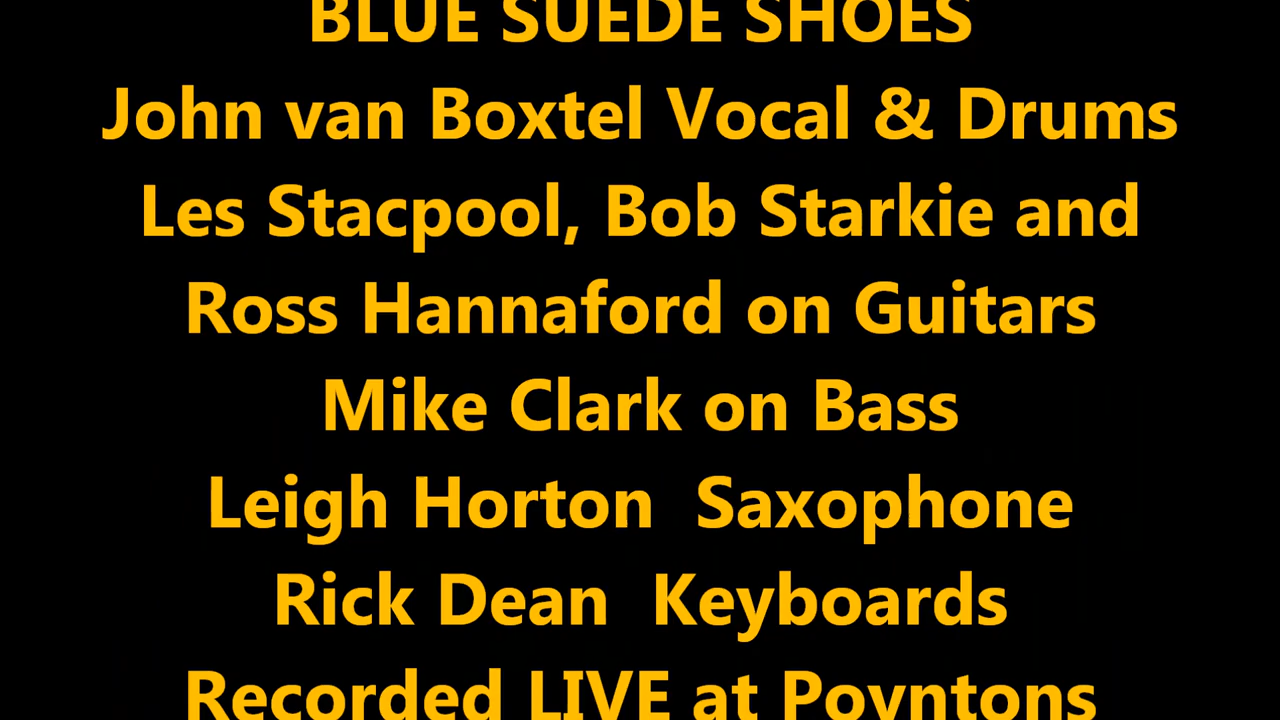 BLUE SUEDE SHOES
John van Boxtel Vocal & Drums
Les Stacpool, Bob Starkie and
Ross Hannaford on Guitars
Mike Clark on Bass
Leigh Horton  Saxophone
Rick Dean  Keyboards
Recorded LIVE at Poyntons